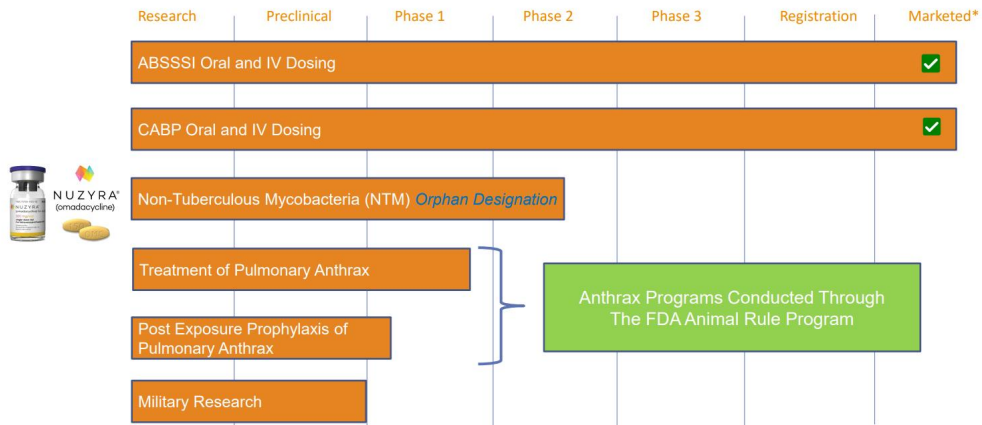 Research Preclinical Phase 1 Phase 2 Phase 3 Registration Marketed*
ABSSSI Oral and IV Dosing
CABP Oral and IV Dosing
NUZYRA®
(omadacycline)
NUZYRA
Non-Tuberculous Mycobacteria (NTM) Orphan Designation
Treatment of Pulmonary Anthrax
Post Exposure Prophylaxis of
Pulmonary Anthrax
Anthrax Programs Conducted Through
The FDA Animal Rule Program
Military Research